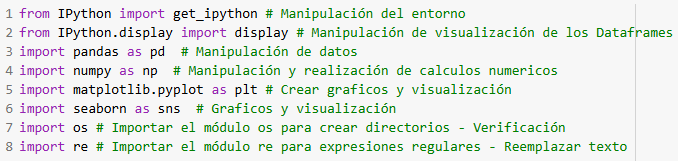 1 from IPython import get_ipython # Manipulación del entorno
2 from IPython.display import display # Manipulación de visualización de los Dataframes
3 import pandas as pd  # Manipulación de datos
4 import numpy as np  # Manipulación y realización de calculos numericos
5 import matplotlib.pyplot as plt # Crear graficos y visualización
6 import seaborn as sns  # Graficos y visualización
7 import os # Importar el módulo os para crear directorios - Verificación
8 import re # Importar el módulo re para expresiones regulares - Reemplazar texto